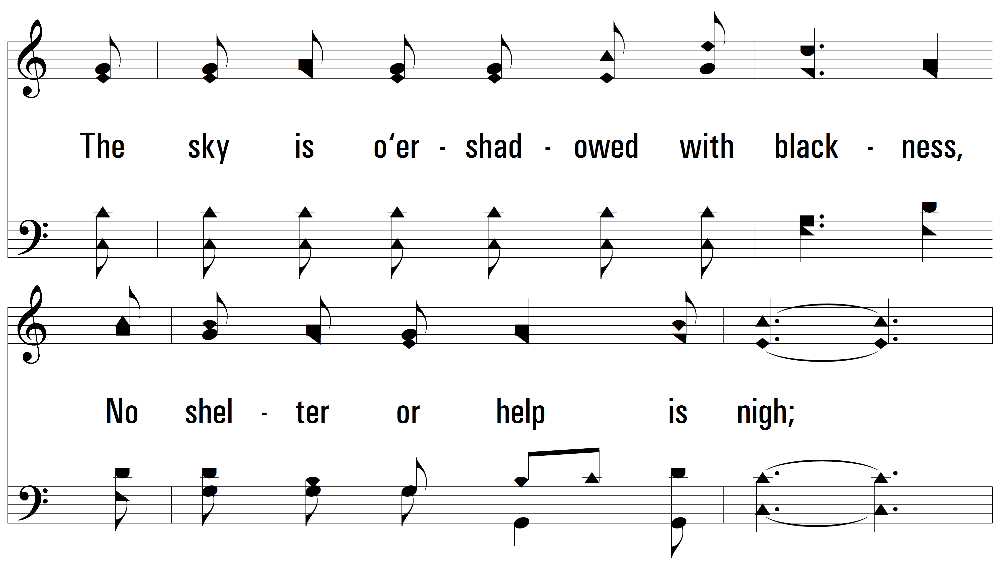 The sky is o‘er - shad - owed with black - ness,
No shel - ter or help is nigh;